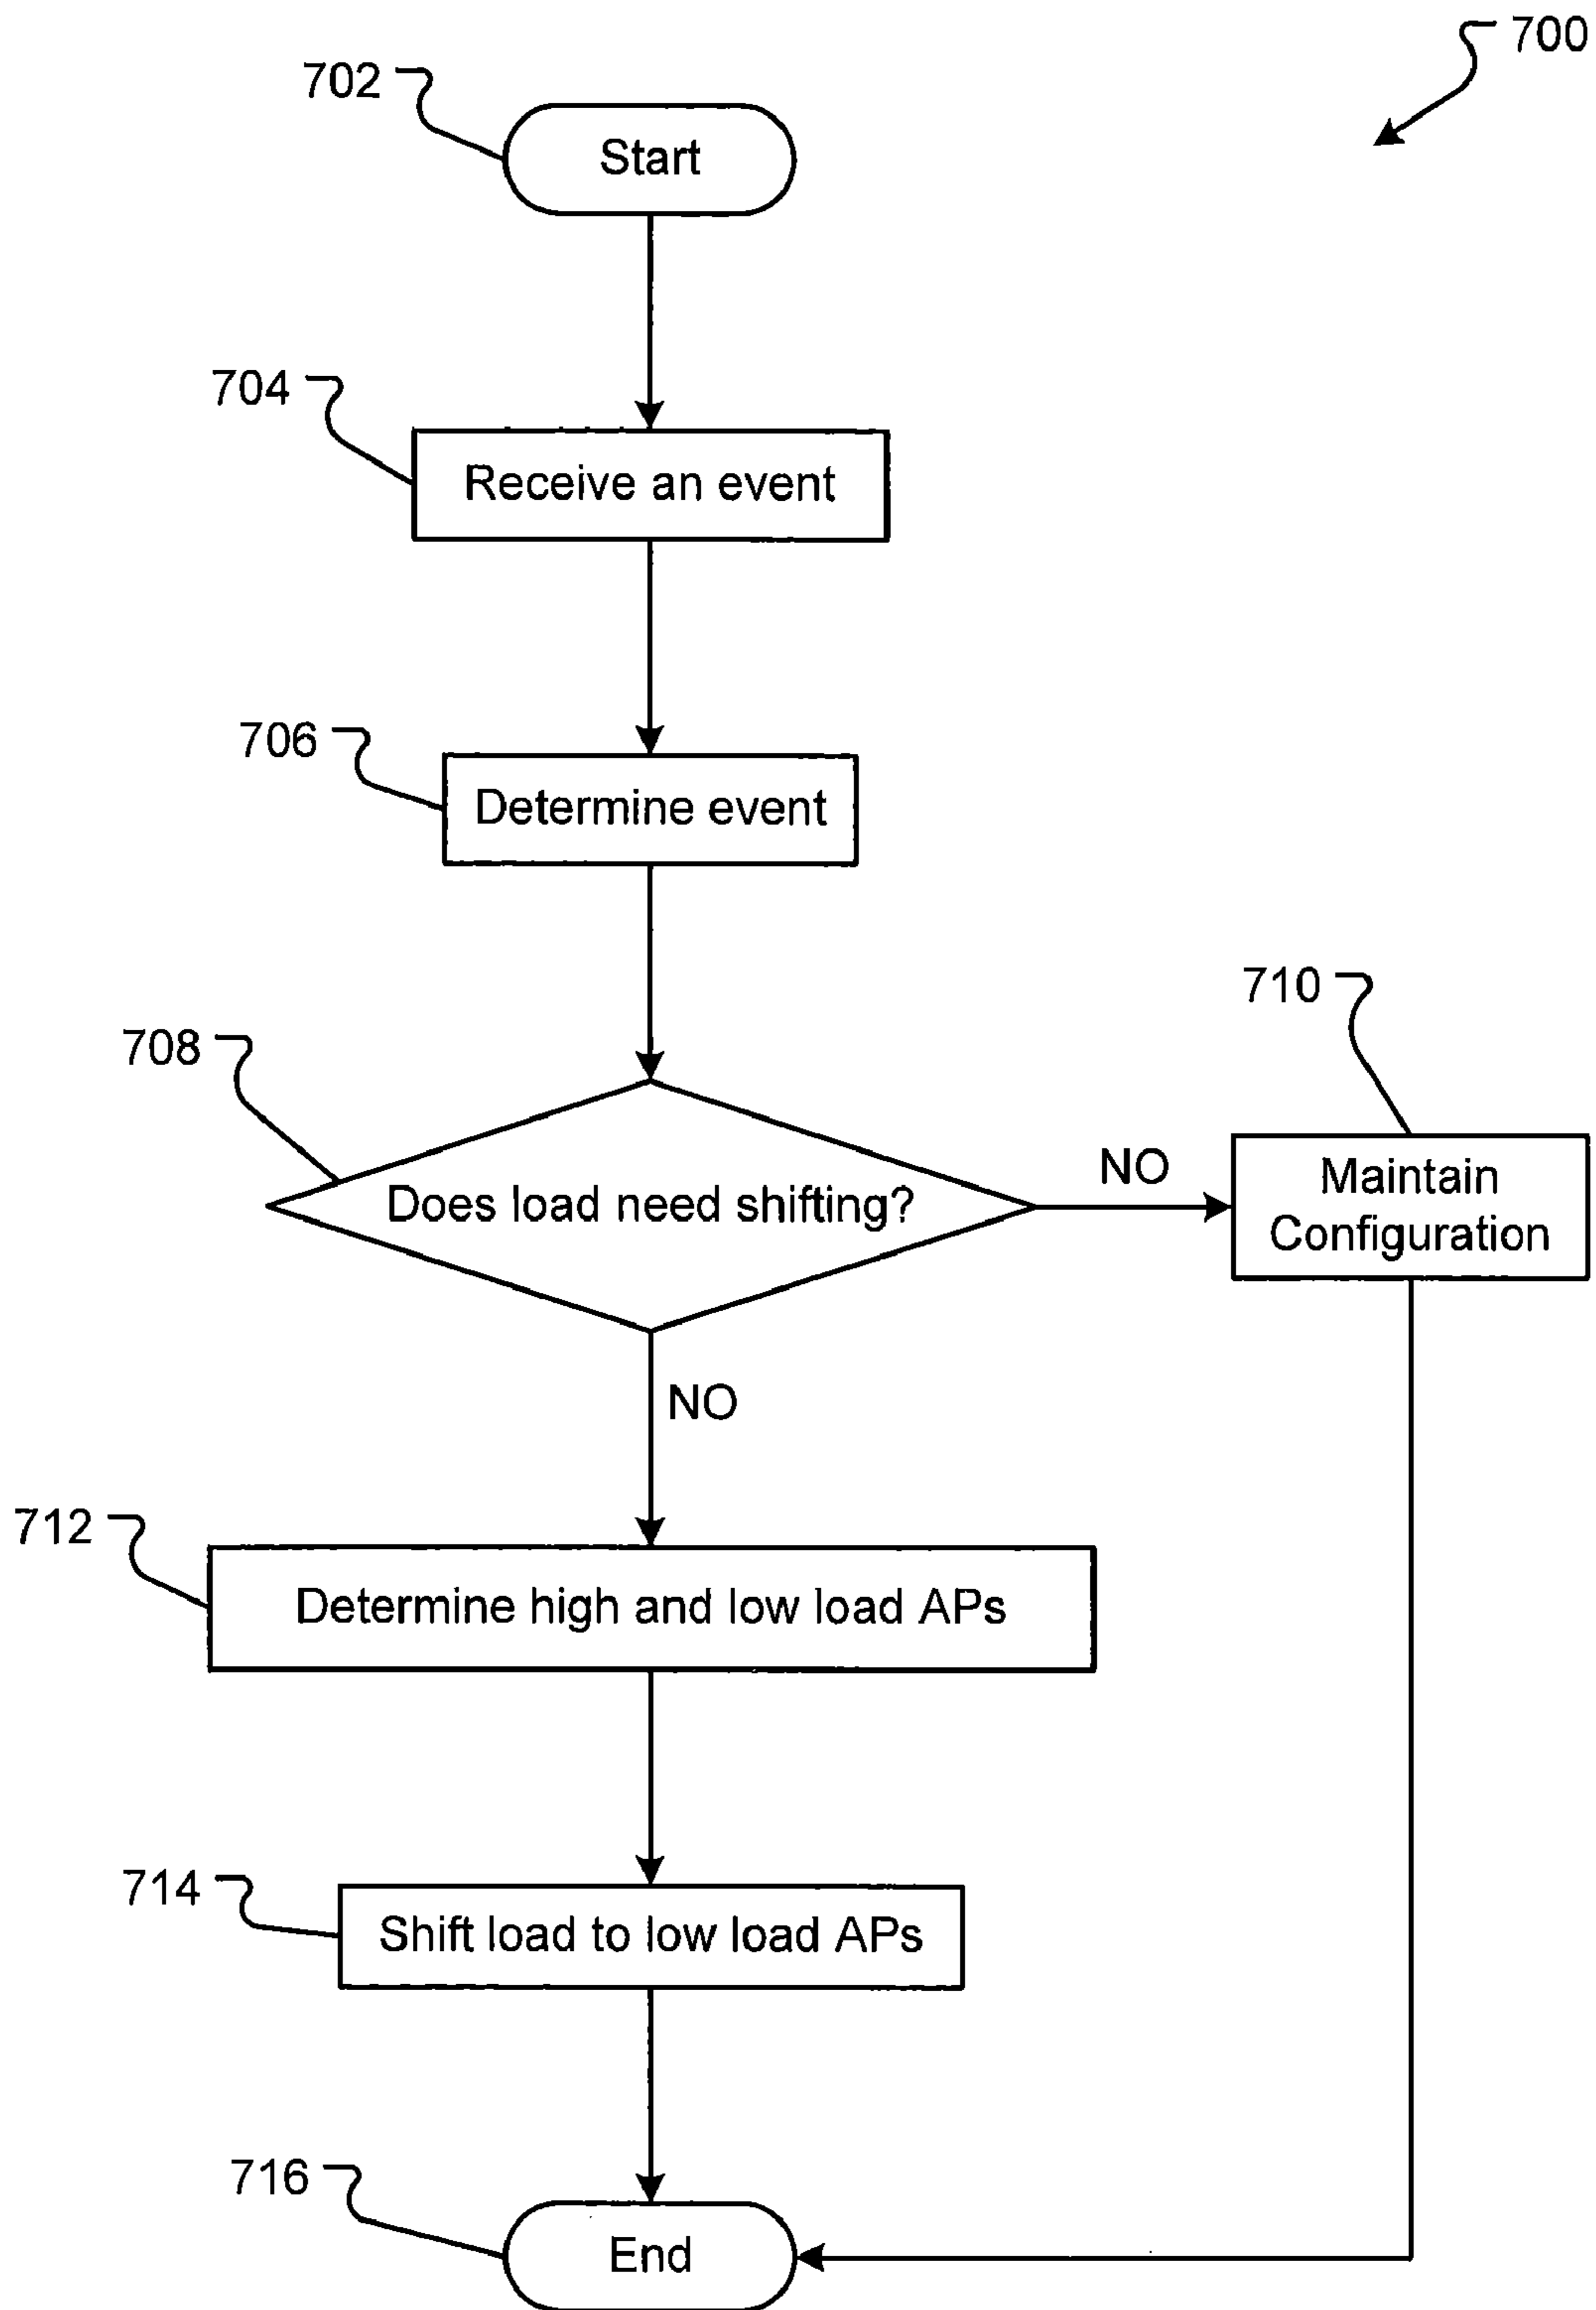 700
702
Start
704
Receive an event
706
Determine event
708
Does load need shifting?
NO
710
Maintain
Configuration
NO
712
Determine high and low load APs
714
Shift load to low load APs
716
End